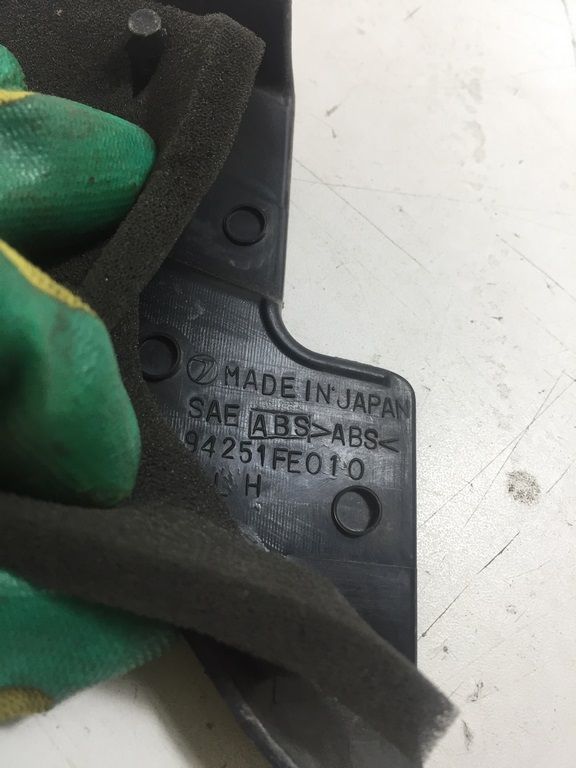 MADE IN JAPAN
SAE ABS >ABS<
94251FE010
H